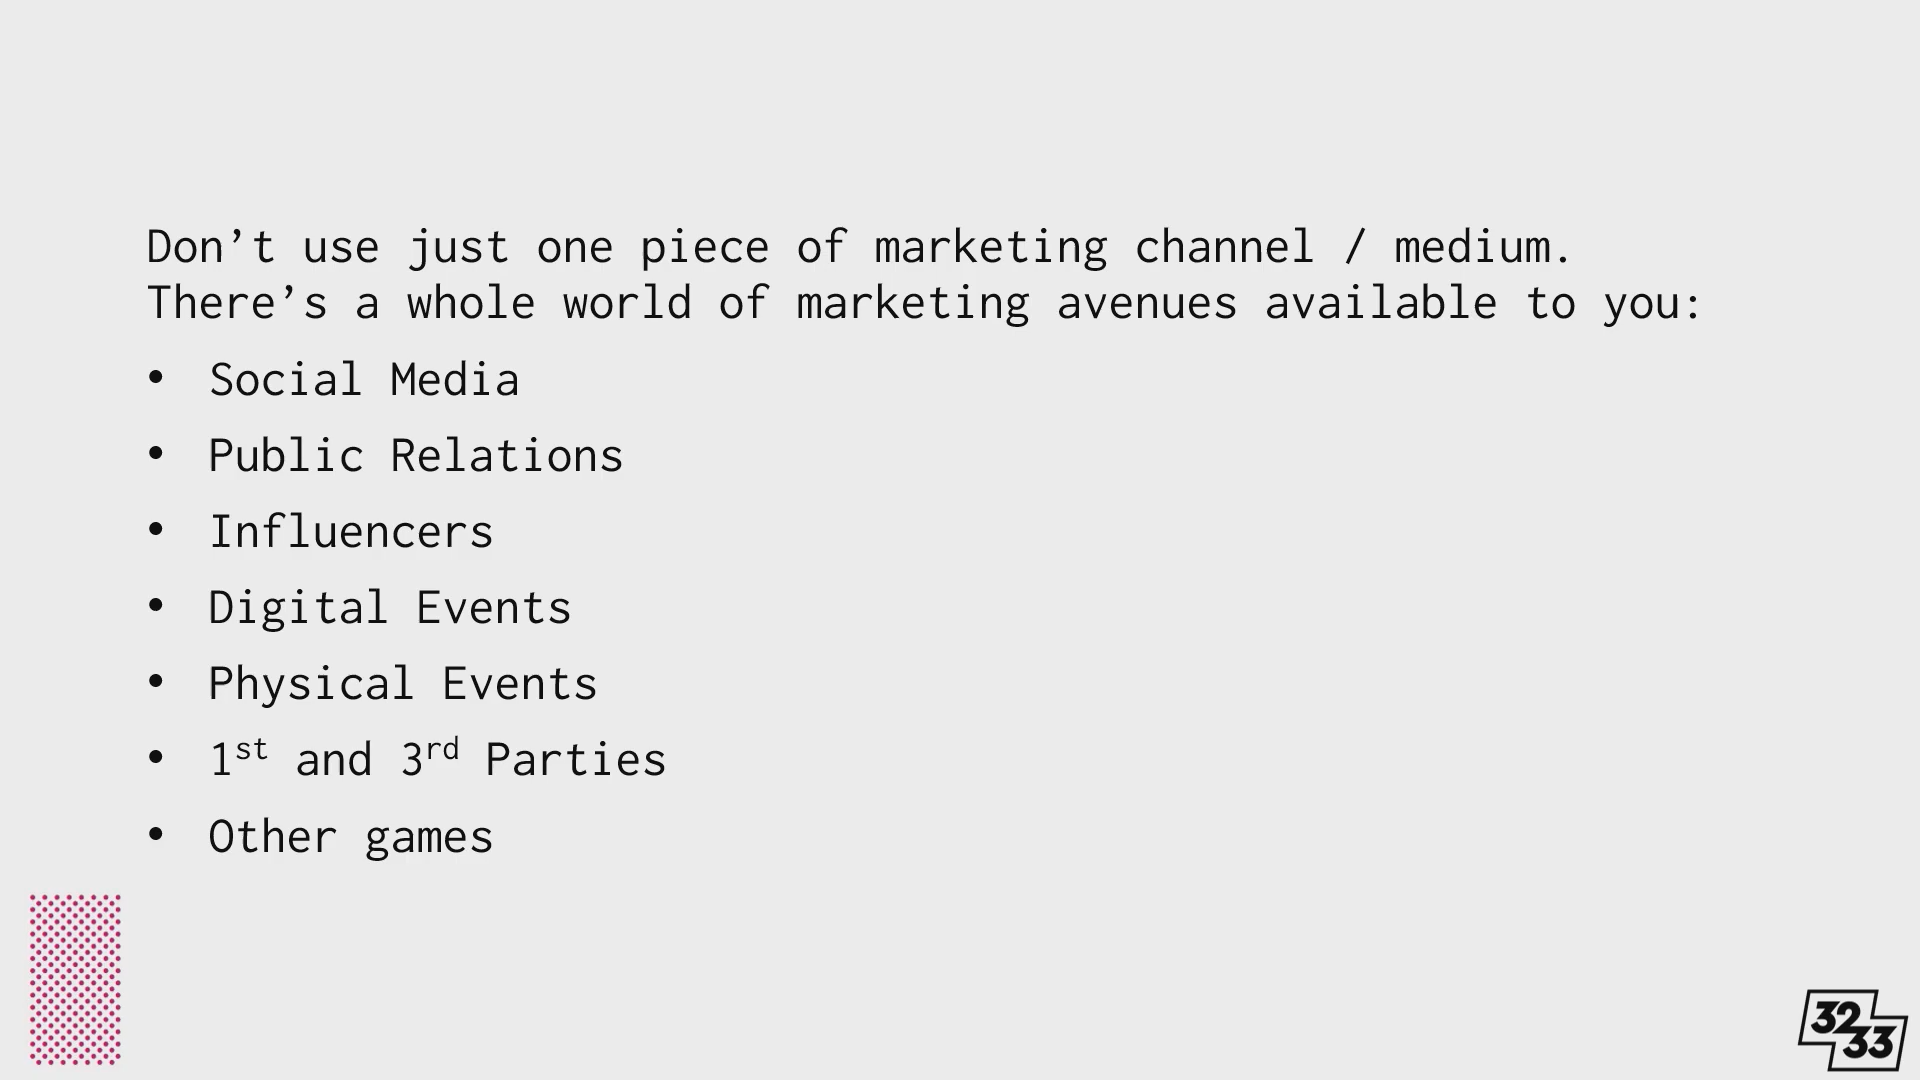 Don’t use just one piece of marketing channel / medium.
There’s a whole world of marketing avenues available to you:
• Social Media
• Public Relations
• Influencers
• Digital Events
• Physical Events
• 1st and 3rd Parties
• Other games
32
33